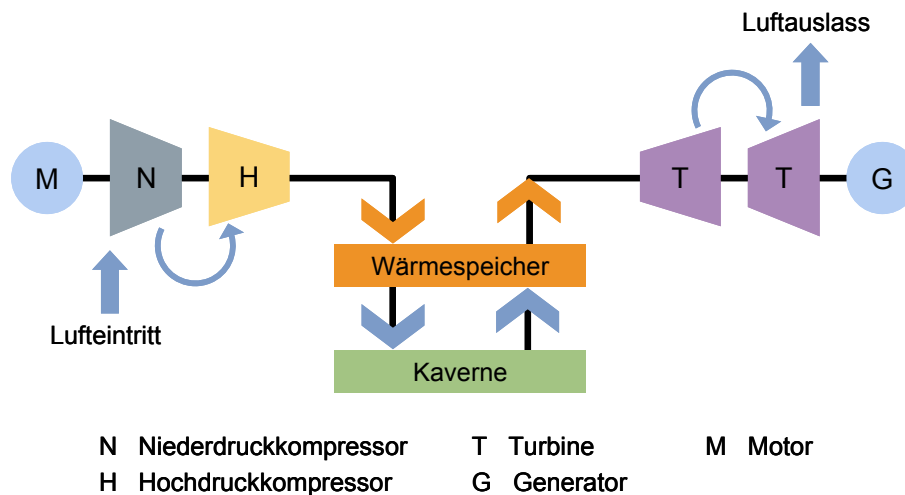 Luftauslass
M N H T T G
Wärmespeicher
Lufteintritt
Kaverne
N Niederdruckkompressor T Turbine M Motor
H Hochdruckkompressor G Generator